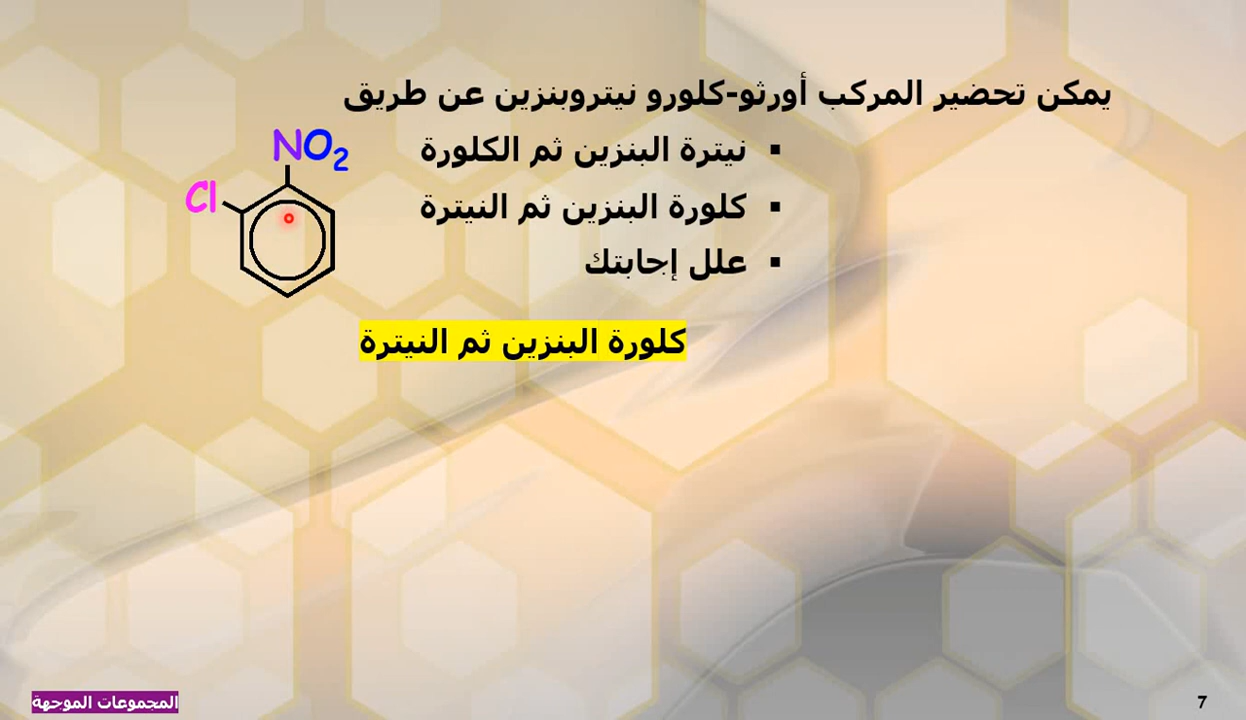 يمكن تحضير المركب أورثو-كلورو نيتروبنزين عن طريق
▪ نيترة البنزين ثم الكلورة
▪ كلورة البنزين ثم النيترة
▪ علل إجابتك
NO2
Cl
كلورة البنزين ثم النيترة
المجموعات الموجهة
7